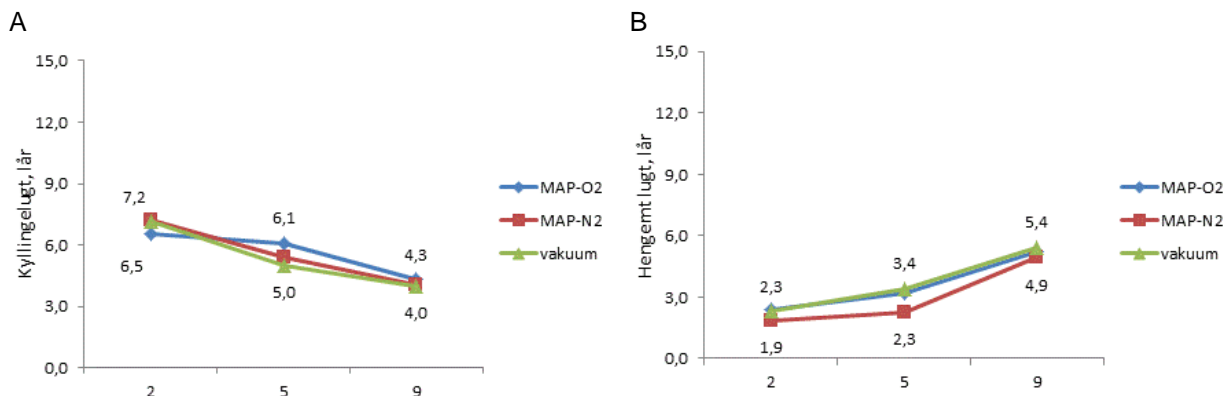 A
Kyllingelugt, lår
15,0
12,0
9,0
6,0
3,0
0,0
7,2
6,5
6,1
5,0
4,3
4,0
2 5 9
MAP-O2
MAP-N2
vakuum
B
Hengemt lugt, lår
15,0
12,0
9,0
6,0
3,0
0,0
2,3
1,9
3,4
2,3
5,4
4,9
2 5 9
MAP-O2
MAP-N2
vakuum